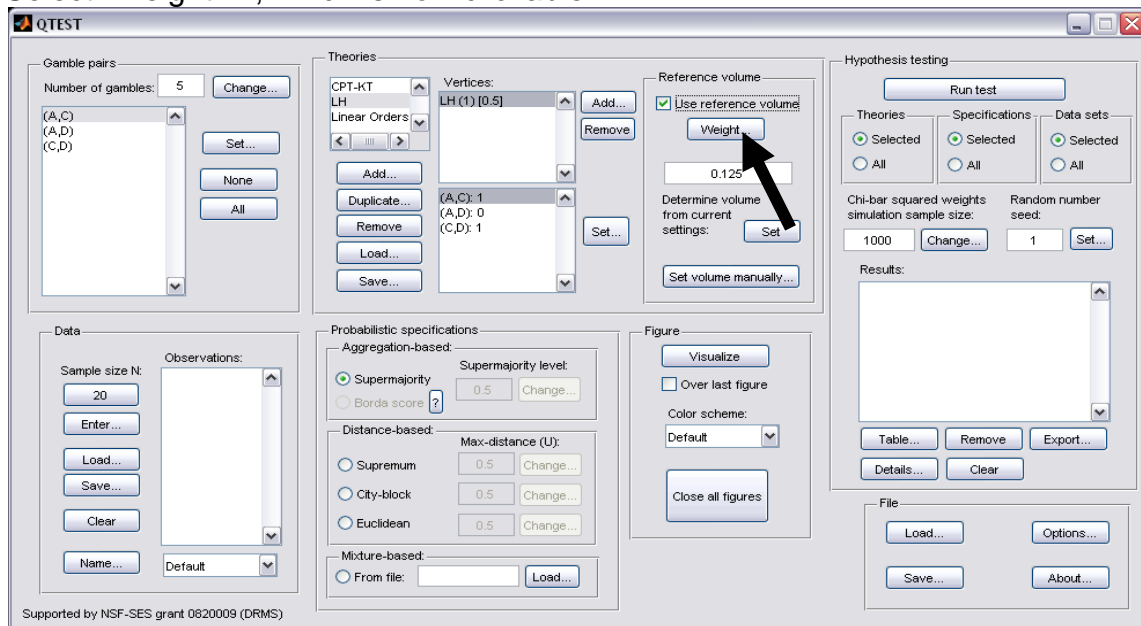 QTEST
Gamble pairs
Number of gambles: 5 Change...
(A,C)
(A,D)
(C,D)
Set...
None
All
Theories
CPT-KT
LH
Linear Orders
Add...
Duplicate...
Remove
Load...
Save...
Vertices:
LH (1) [0.5]
Add...
Remove
(A,C): 1
(A,D): 0
(C,D): 1
Set...
Reference volume
Use reference volume
Weight...
0.125
Determine volume
from current
settings: Set
Set volume manually...
Hypothesis testing
Run test
Theories
Selected
All
Specifications
Selected
All
Data sets
Selected
All
Chi-bar squared weights
simulation sample size:
1000 Change...
Random number
seed:
1 Set...
Results:
Table... Remove Export...
Details... Clear
Data
Sample size N:
20
Enter...
Load...
Save...
Clear
Name...
Observations:
Default
Probabilistic specifications
Aggregation-based:
Supermajority level:
Supermajority 0.5 Change...
Borda score ?
Distance-based:
Max-distance (U):
Supremum 0.5 Change...
City-block 0.5 Change...
Euclidean 0.5 Change...
Mixture-based:
From file: Load...
Figure
Visualize
Over last figure
Color scheme:
Default
Close all figures
File
Load... Options...
Save... About...
Supported by NSF-SES grant 0820009 (DRMS)